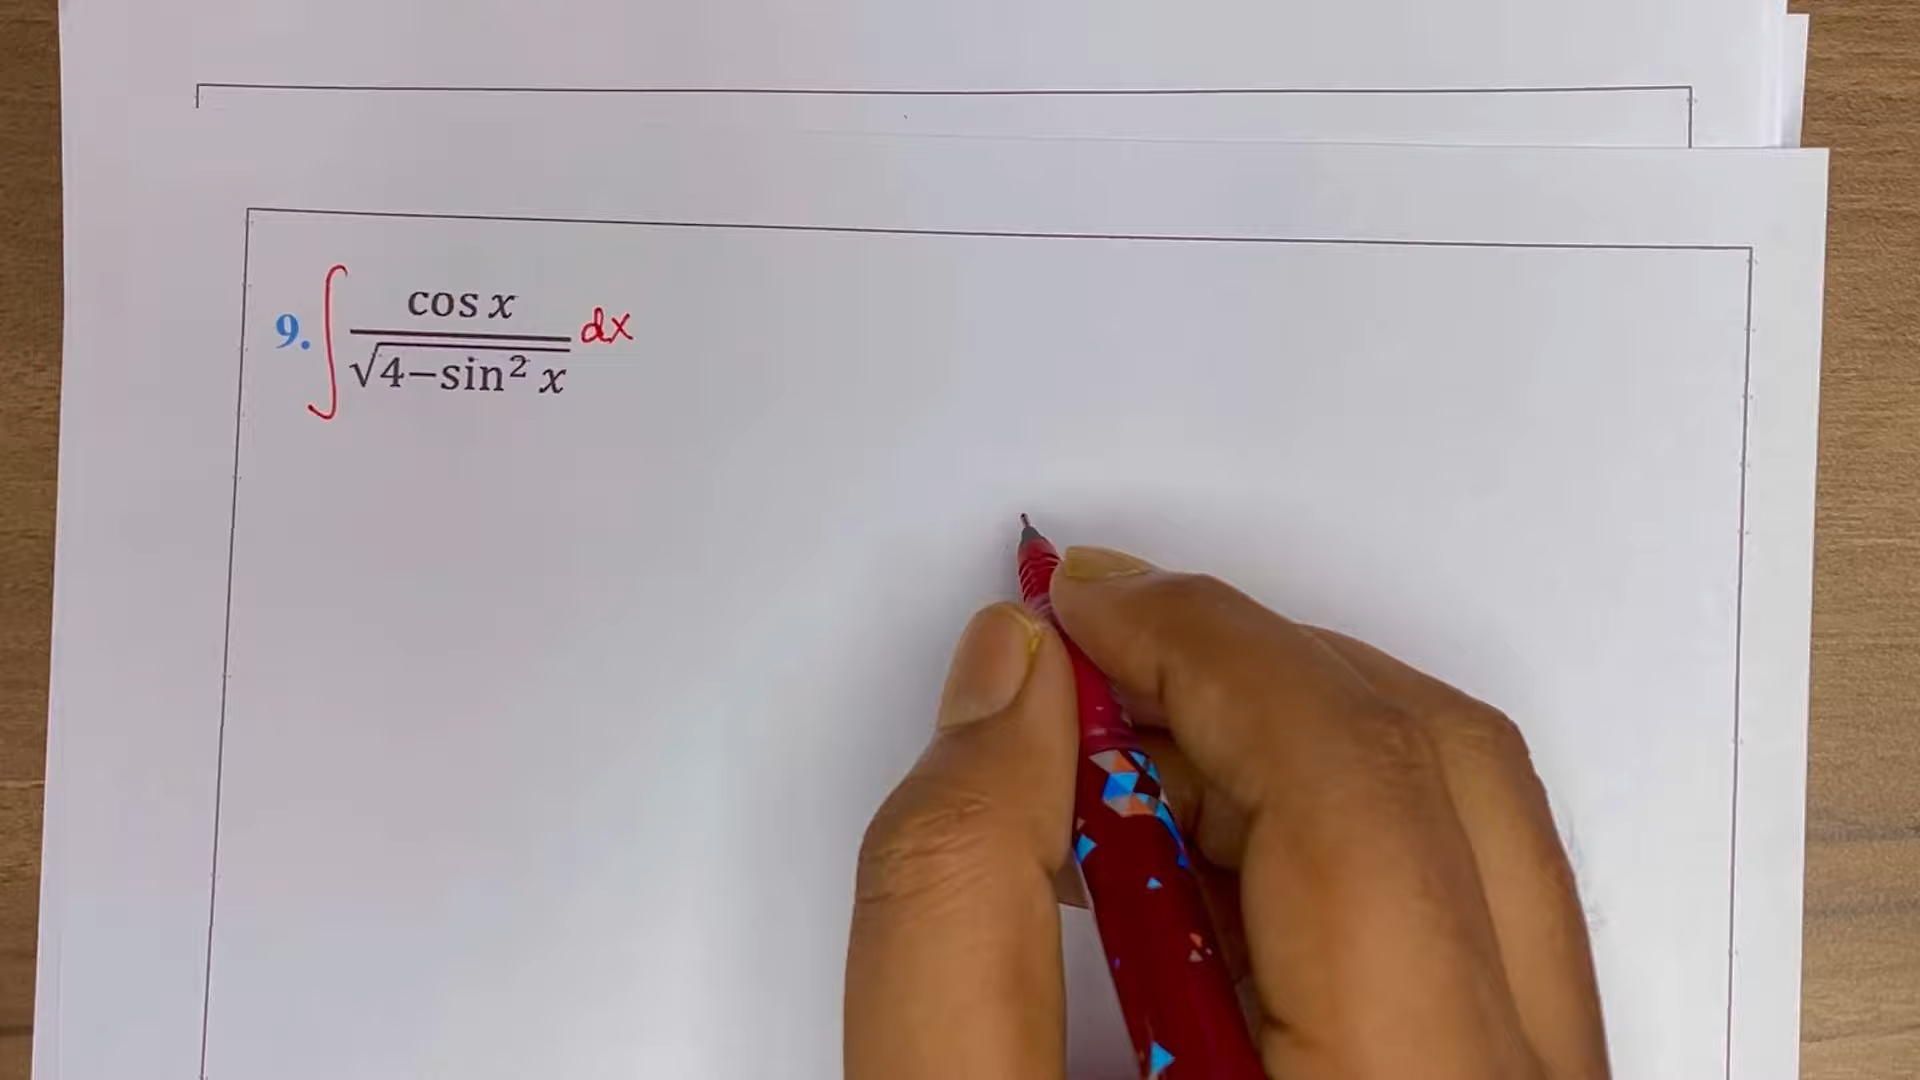 9. ∫ cos x / √4−sin² x dx